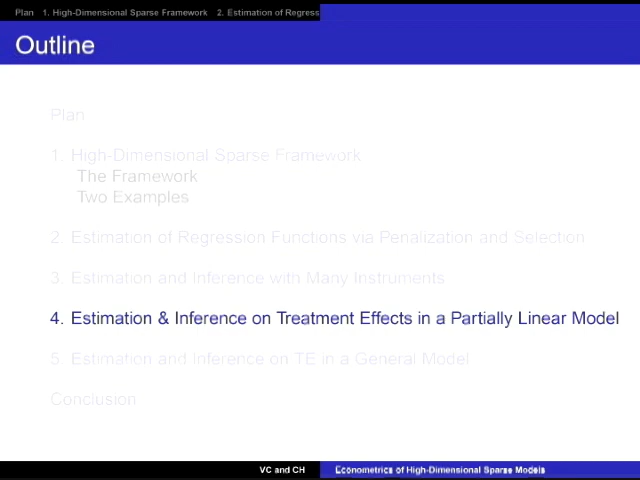 Plan 1. High-Dimensional Sparse Framework 2. Estimation of Regress
Outline
Plan
1. High-Dimensional Sparse Framework
The Framework
Two Examples
2. Estimation of Regression Functions via Penalization and Selection
3. Estimation and Inference with Many Instruments
4. Estimation & Inference on Treatment Effects in a Partially Linear Model
5. Estimation and Inference on TE in a General Model
Conclusion
VC and CH Econometrics of High-Dimensional Sparse Models